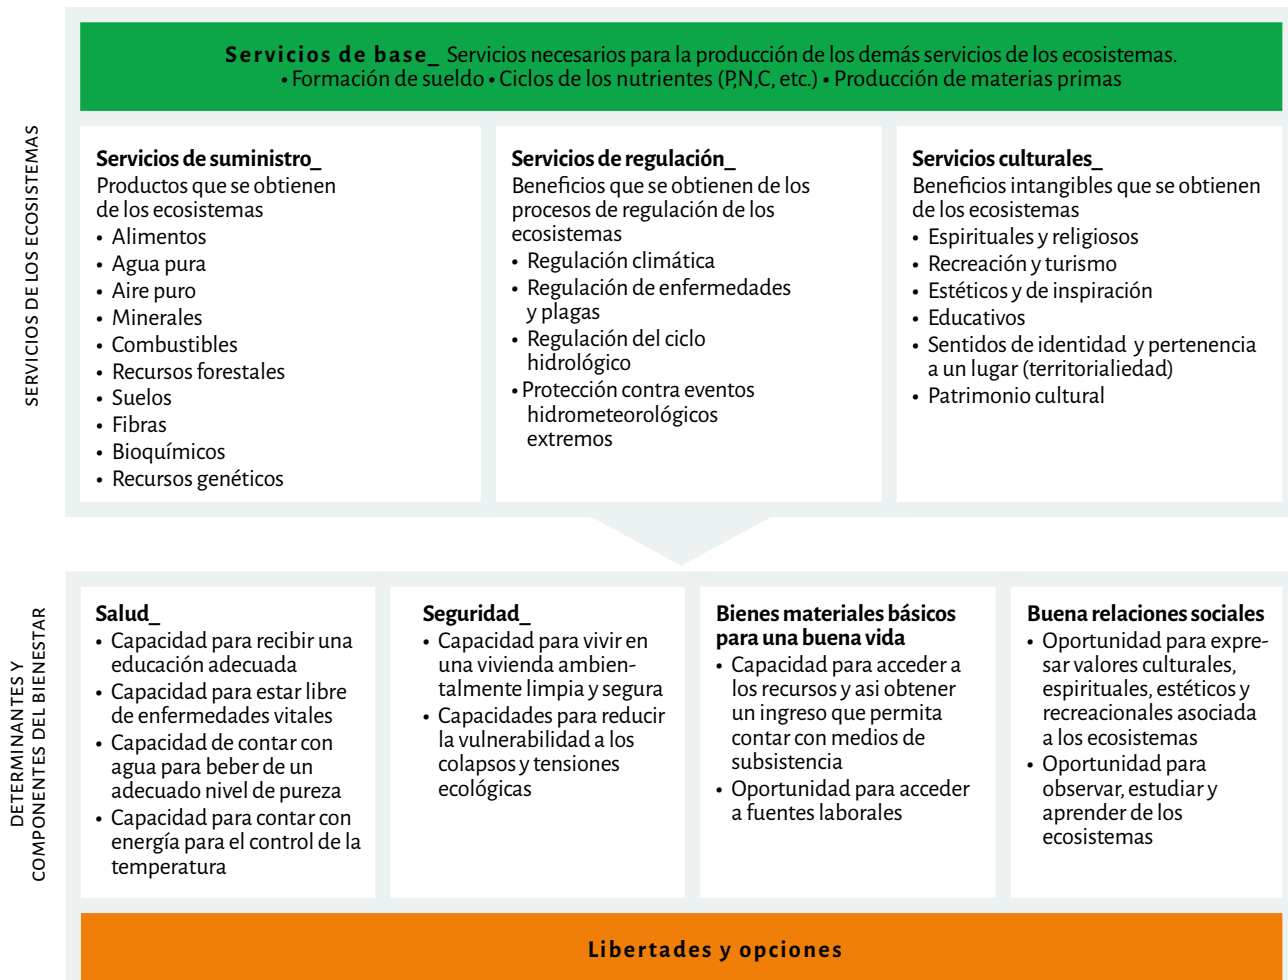 SERVICIOS DE LOS ECOSISTEMAS
Servicios de base_ Servicios necesarios para la producción de los demás servicios de los ecosistemas.
• Formación de sueldo • Ciclos de los nutrientes (P,N,C, etc.) • Producción de materias primas
Servicios de suministro_
Productos que se obtienen
de los ecosistemas
• Alimentos
• Agua pura
• Aire puro
• Minerales
• Combustibles
• Recursos forestales
• Suelos
• Fibras
• Bioquímicos
• Recursos genéticos
Servicios de regulación_
Beneficios que se obtienen de los
procesos de regulación de los
ecosistemas
• Regulación climática
• Regulación de enfermedades
y plagas
• Regulación del ciclo
hidrológico
• Protección contra eventos
hidrometeorológicos
extremos
Servicios culturales_
Beneficios intangibles que se obtienen
de los ecosistemas
• Espirituales y religiosos
• Recreación y turismo
• Estéticos y de inspiración
• Educativos
• Sentidos de identidad y pertenencia
a un lugar (territorialiedad)
• Patrimonio cultural
DETERMINANTES Y
COMPONENTES DEL BIENESTAR
Salud_
• Capacidad para recibir una
educación adecuada
• Capacidad para estar libre
de enfermedades vitales
• Capacidad de contar con
agua para beber de un
adecuado nivel de pureza
• Capacidad para contar con
energía para el control de la
temperatura
Seguridad_
• Capacidad para vivir en
una vivienda ambien-
talmente limpia y segura
• Capacidades para reducir
la vulnerabilidad a los
colapsos y tensiones
ecológicas
Bienes materiales básicos
para una buena vida
• Capacidad para acceder a
los recursos y asi obtener
un ingreso que permita
contar con medios de
subsistencia
• Oportunidad para acceder
a fuentes laborales
Buena relaciones sociales
• Oportunidad para expre-
sar valores culturales,
espirituales, estéticos y
recreacionales asociada
a los ecosistemas
• Oportunidad para
observar, estudiar y
aprender de los
ecosistemas
Libertades y opciones